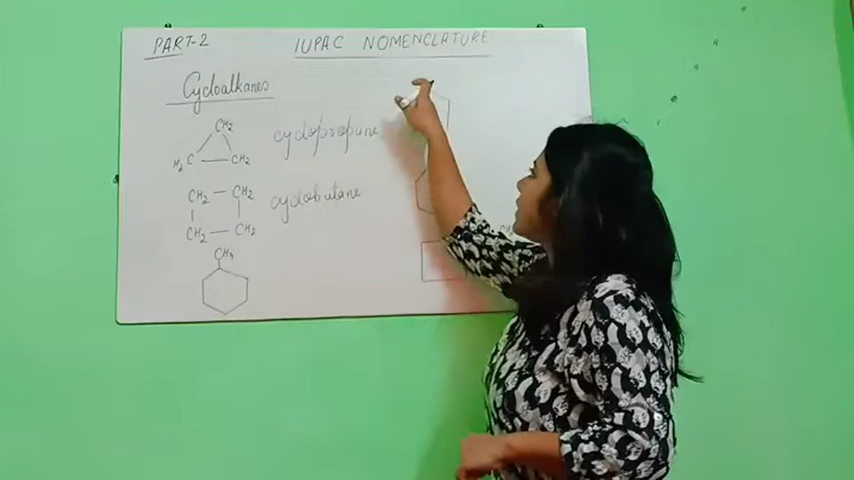 PART-2 IUPAC NOMENCLATURE
Cycloalkanes
CH2
H2C CH2
cyclopropane
CH2 CH2
CH2 CH2
cyclobutane
CH3